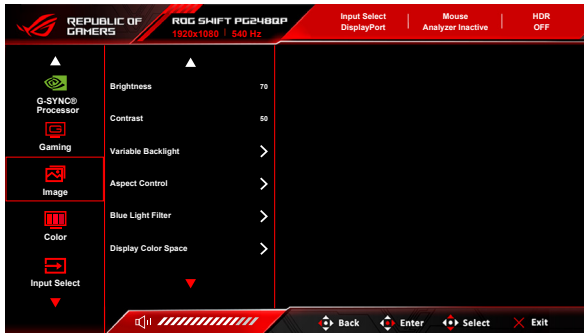 REPUBLIC OF
GAMERS
ROG SWIFT PG248QP
1920x1080 | 540 Hz
Input Select
DisplayPort
Mouse
Analyzer Inactive
HDR
OFF
G-SYNC®
Processor
Gaming
Image
Color
Input Select
Brightness 70
Contrast 50
Variable Backlight
Aspect Control
Blue Light Filter
Display Color Space
Back Enter Select Exit